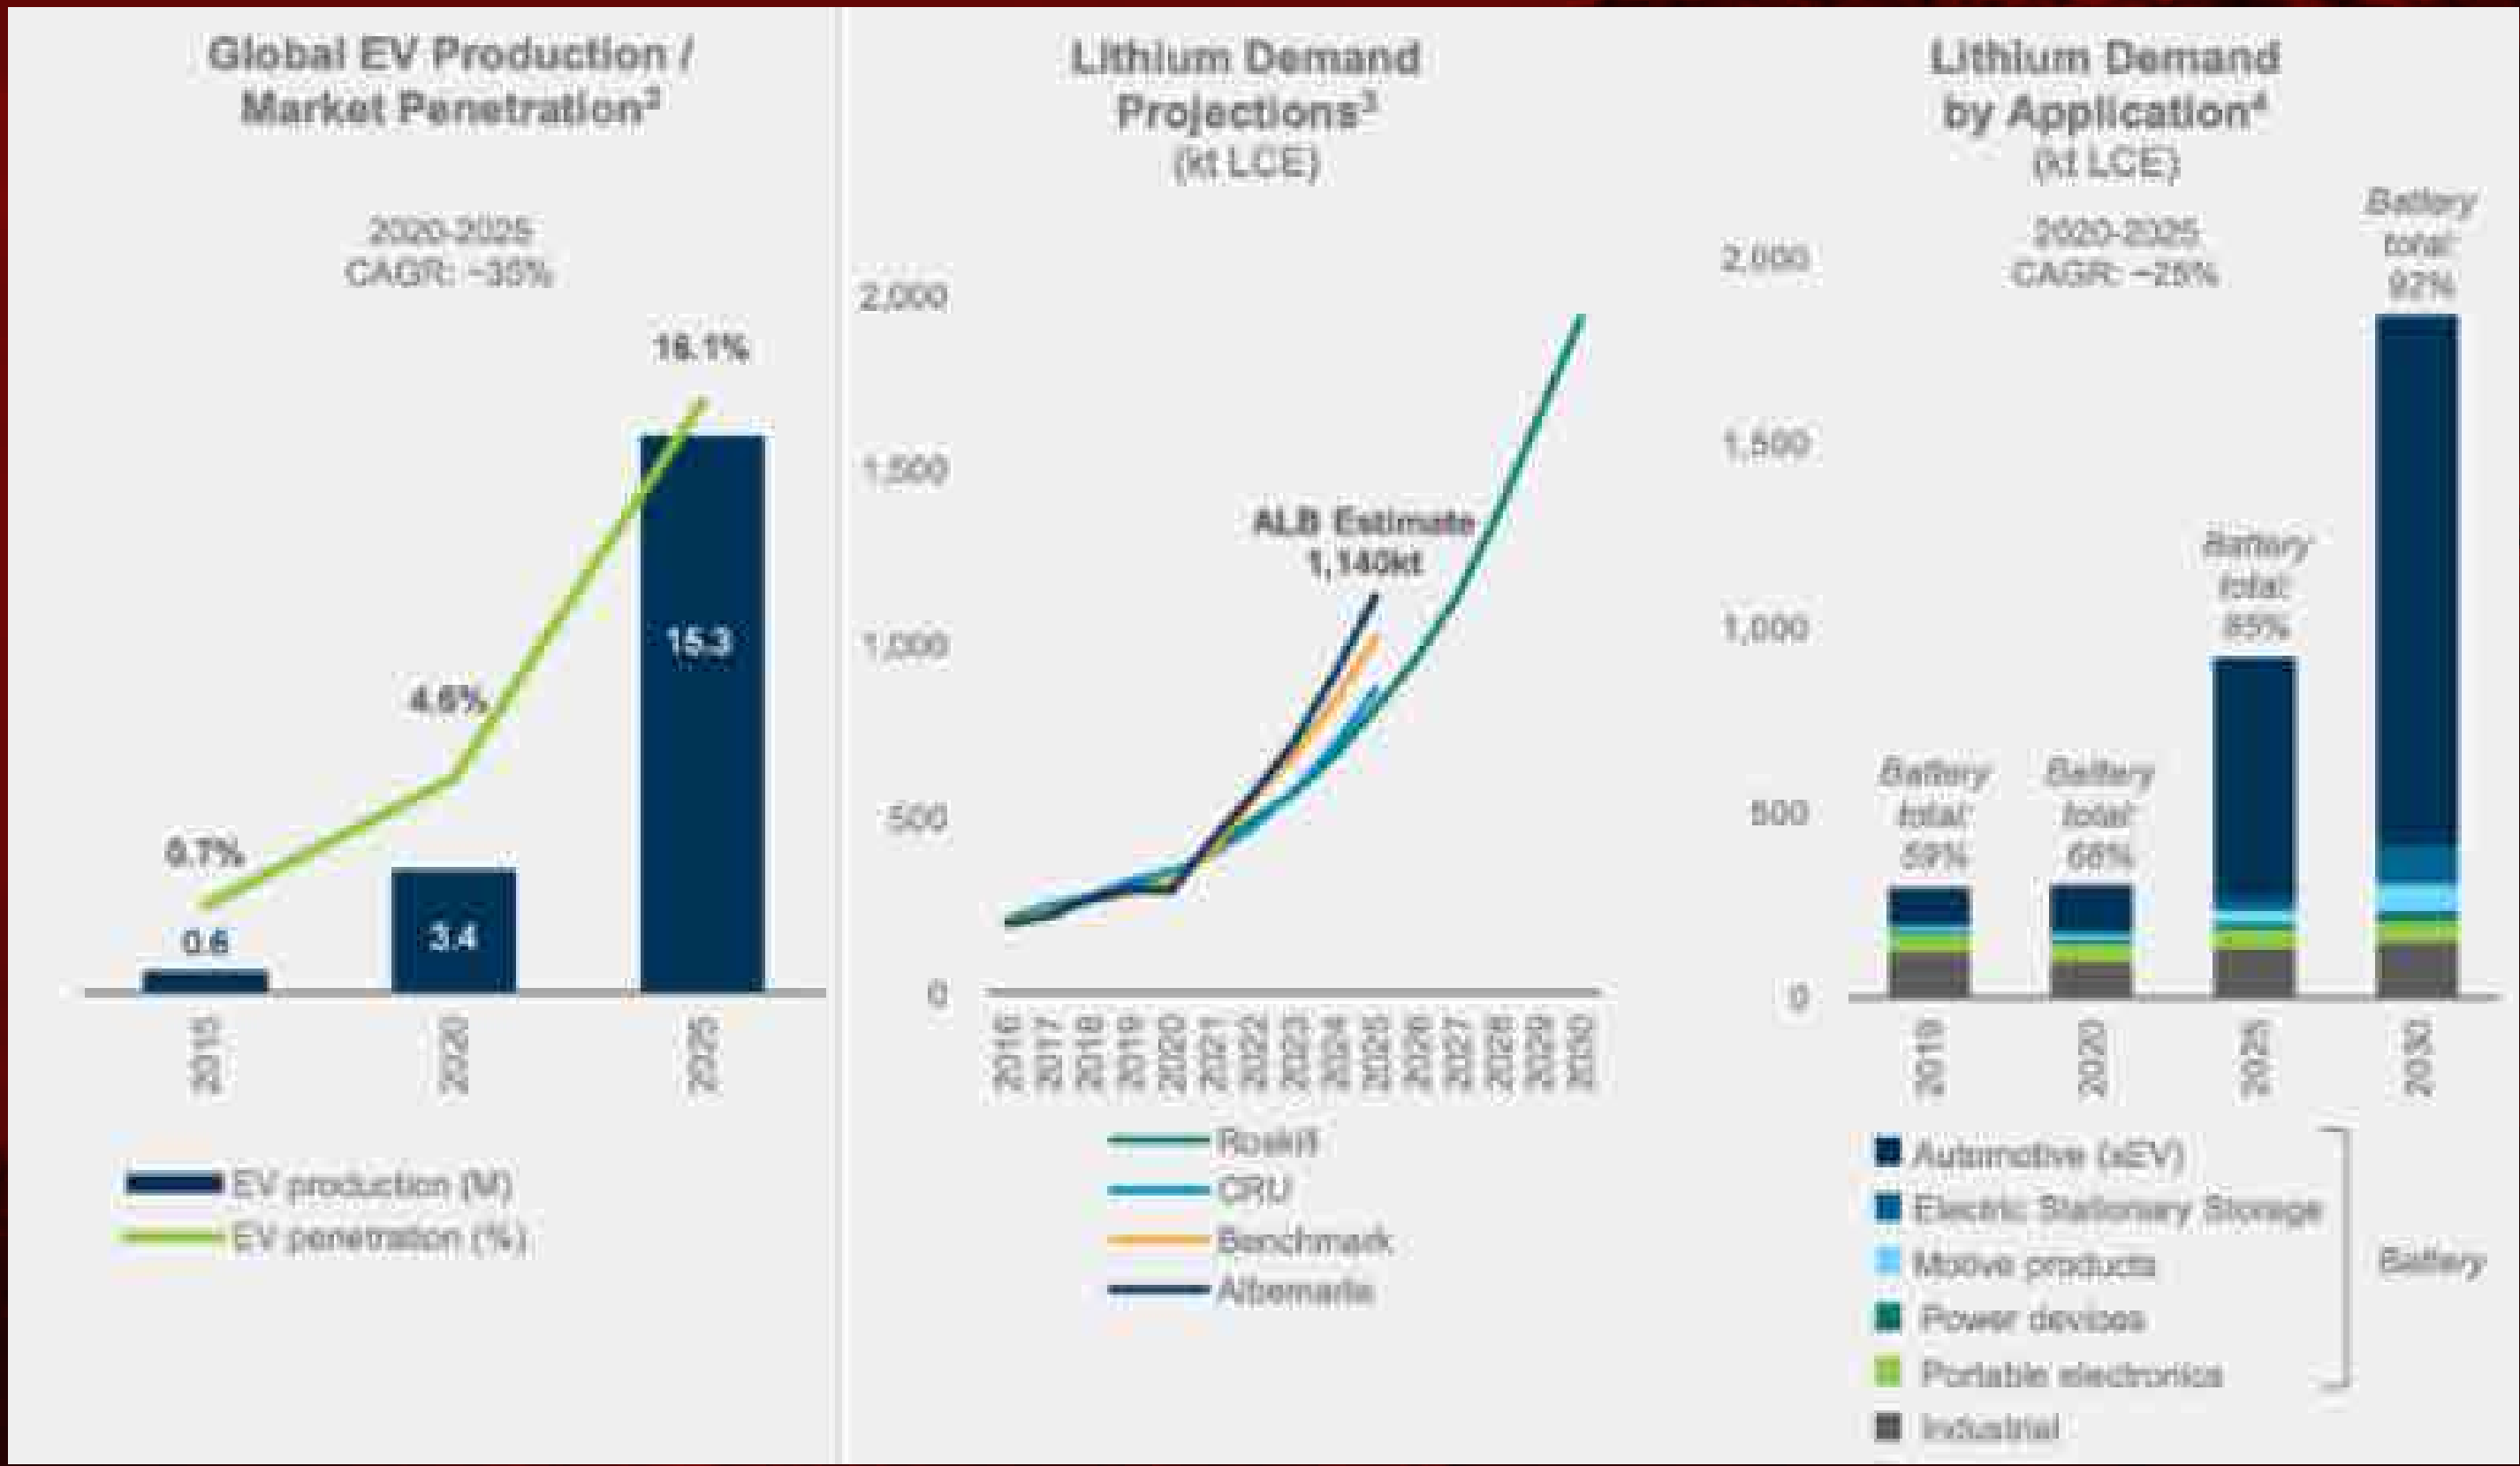 Global EV Production /
Market Penetration²
2020-2025
CAGR: ~35%
16.1%
15.3
4.6%
3.4
0.7%
0.6
2015
2020
2025
EV production (M)
EV penetration (%)
Lithium Demand
Projections³
(kt LCE)
2,000
1,500
1,000
500
0
ALB Estimate
1,140kt
2016
2017
2018
2019
2020
2021
2022
2023
2024
2025
2026
2027
2028
2029
2030
Roskill
CRU
Benchmark
Albemarle
Lithium Demand
by Application⁴
(kt LCE)
2020-2025
CAGR: ~25%
2,000
1,500
1,000
500
0
Battery
total:
59%
Battery
total:
66%
Battery
total:
85%
Battery
total:
92%
2019
2020
2025
2030
Automotive (xEV)
Electric Stationary Storage
Motive products
Power devices
Portable electronics
Industrial
Battery